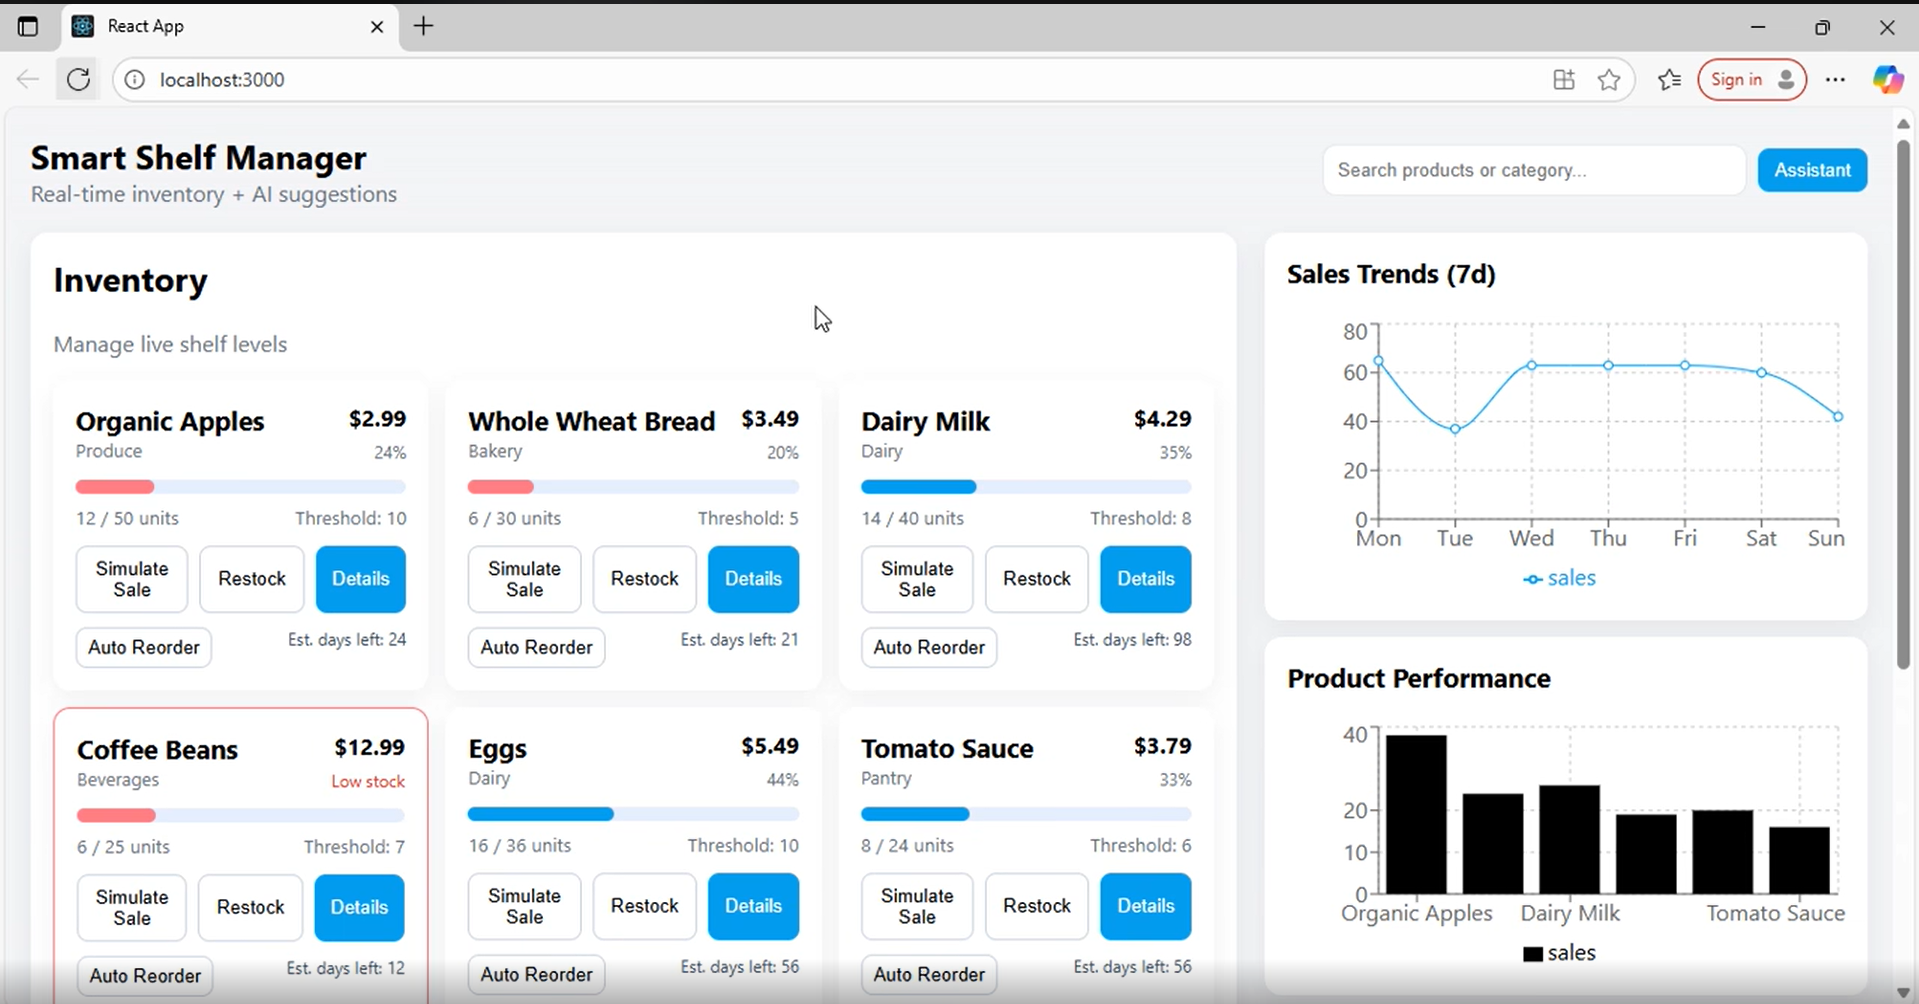 React App
localhost:3000
Sign in
Smart Shelf Manager
Real-time inventory + AI suggestions
Search products or category...
Assistant
Inventory
Manage live shelf levels
Organic Apples $2.99
Produce 24%
12 / 50 units Threshold: 10
Simulate Sale
Restock
Details
Auto Reorder
Est. days left: 24
Whole Wheat Bread $3.49
Bakery 20%
6 / 30 units Threshold: 5
Simulate Sale
Restock
Details
Auto Reorder
Est. days left: 21
Dairy Milk $4.29
Dairy 35%
14 / 40 units Threshold: 8
Simulate Sale
Restock
Details
Auto Reorder
Est. days left: 98
Coffee Beans $12.99
Beverages Low stock
6 / 25 units Threshold: 7
Simulate Sale
Restock
Details
Auto Reorder
Est. days left: 12
Eggs $5.49
Dairy 44%
16 / 36 units Threshold: 10
Simulate Sale
Restock
Details
Auto Reorder
Est. days left: 56
Tomato Sauce $3.79
Pantry 33%
8 / 24 units Threshold: 6
Simulate Sale
Restock
Details
Auto Reorder
Est. days left: 56
Sales Trends (7d)
80
60
40
20
0
Mon Tue Wed Thu Fri Sat Sun
sales
Product Performance
40
20
10
0
Organic Apples Dairy Milk Tomato Sauce
sales